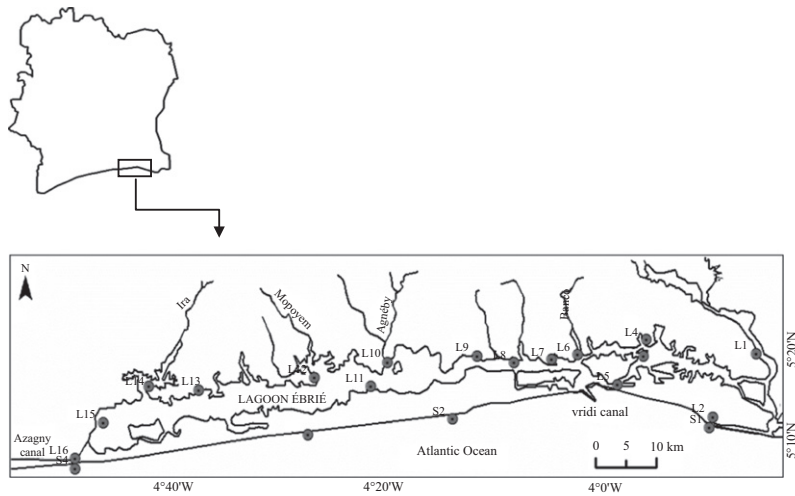 N
Ira
Mopoyem
Agnéby
Banco
L4
L1
5°20'N
L9
L8
L7
L6
L10
L12
L11
L5
L14
L13
LAGOON ÉBRIÉ
L15
S2
vridi canal
L2
S1
Azagny
canal
L16
S4
Atlantic Ocean
0 5 10 km
5°10'N
4°40'W
4°20'W
4°0'W